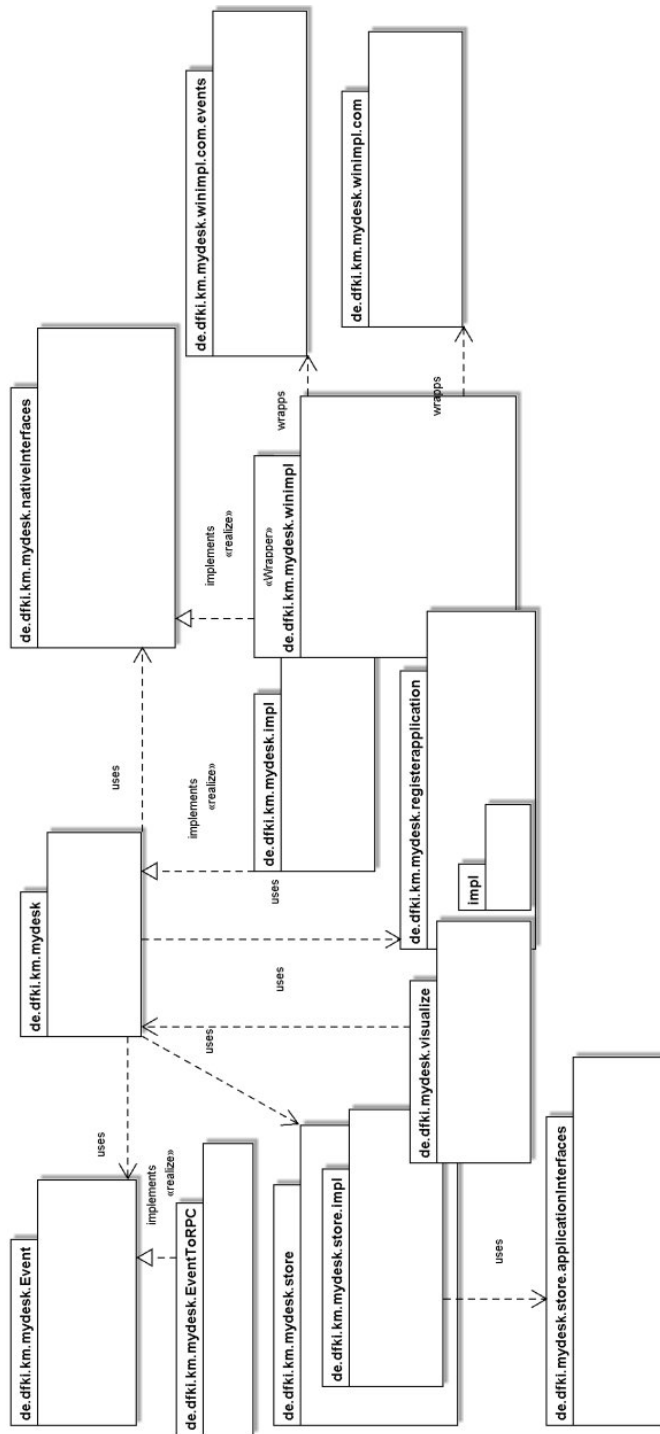 de.dfki.km.mydesk.Event
implements
«realize»
de.dfki.km.mydesk.EventToRPC
uses
de.dfki.km.mydesk
uses
de.dfki.km.mydesk.nativeInterfaces
implements
«realize»
de.dfki.km.mydesk.impl
implements
«realize»
«Wrapper»
de.dfki.km.mydesk.winimpl
wrapps
de.dfki.km.mydesk.winimpl.com.events
wrapps
de.dfki.km.mydesk.winimpl.com
uses
de.dfki.km.mydesk.registerapplication
impl
uses
de.dfki.mydesk.visualize
uses
de.dfki.km.mydesk.store
de.dfki.km.mydesk.store.impl
uses
de.dfki.mydesk.store.applicationInterfaces